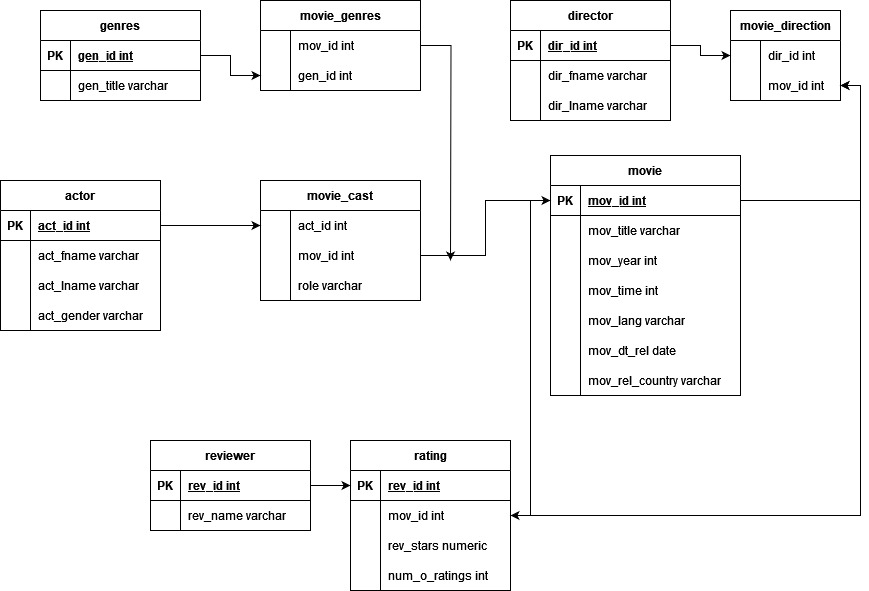 genres
PK gen_id int
gen_title varchar
movie_genres
mov_id int
gen_id int
director
PK dir_id int
dir_fname varchar
dir_lname varchar
movie_direction
dir_id int
mov_id int
actor
PK act_id int
act_fname varchar
act_lname varchar
act_gender varchar
movie_cast
act_id int
mov_id int
role varchar
movie
PK mov_id int
mov_title varchar
mov_year int
mov_time int
mov_lang varchar
mov_dt_rel date
mov_rel_country varchar
reviewer
PK rev_id int
rev_name varchar
rating
PK rev_id int
mov_id int
rev_stars numeric
num_o_ratings int